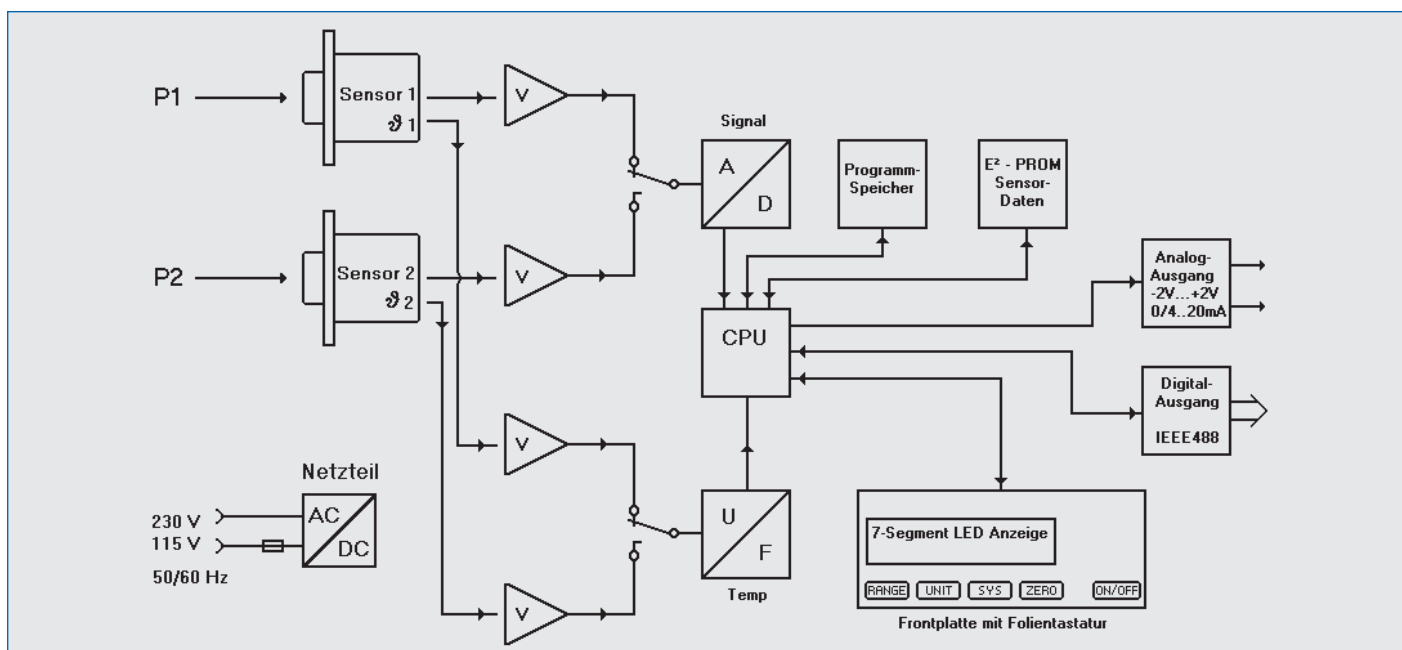 P1
Sensor 1
ϑ 1
V
Signal
A
D
Programm-
Speicher
E² - PROM
Sensor-
Daten
P2
Sensor 2
ϑ 2
V
CPU
Analog-
Ausgang
-2V...+2V
0/4..20mA
Digital-
Ausgang
IEEE488
V
V
U
F
Temp
Netzteil
230 V
115 V
50/60 Hz
AC
DC
7-Segment LED Anzeige
RANGE UNIT SYS ZERO ON/OFF
Frontplatte mit Folientastatur